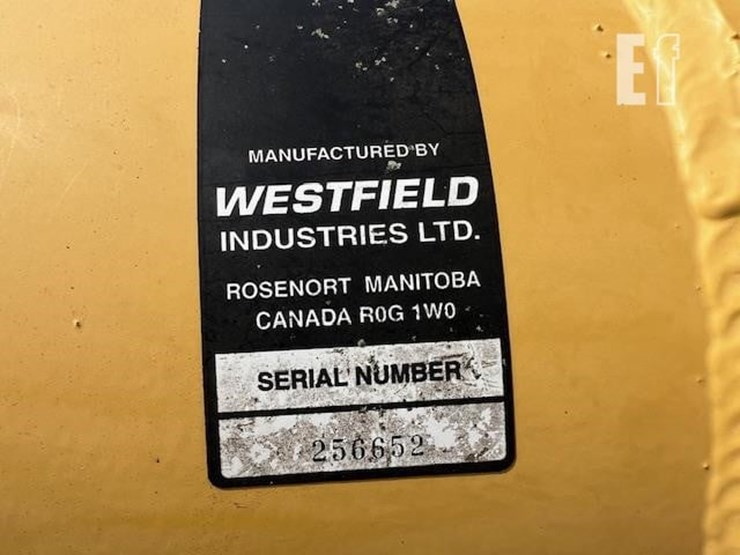 Ef
MANUFACTURED BY
WESTFIELD
INDUSTRIES LTD.
ROSENORT MANITOBA
CANADA R0G 1W0
SERIAL NUMBER
256652